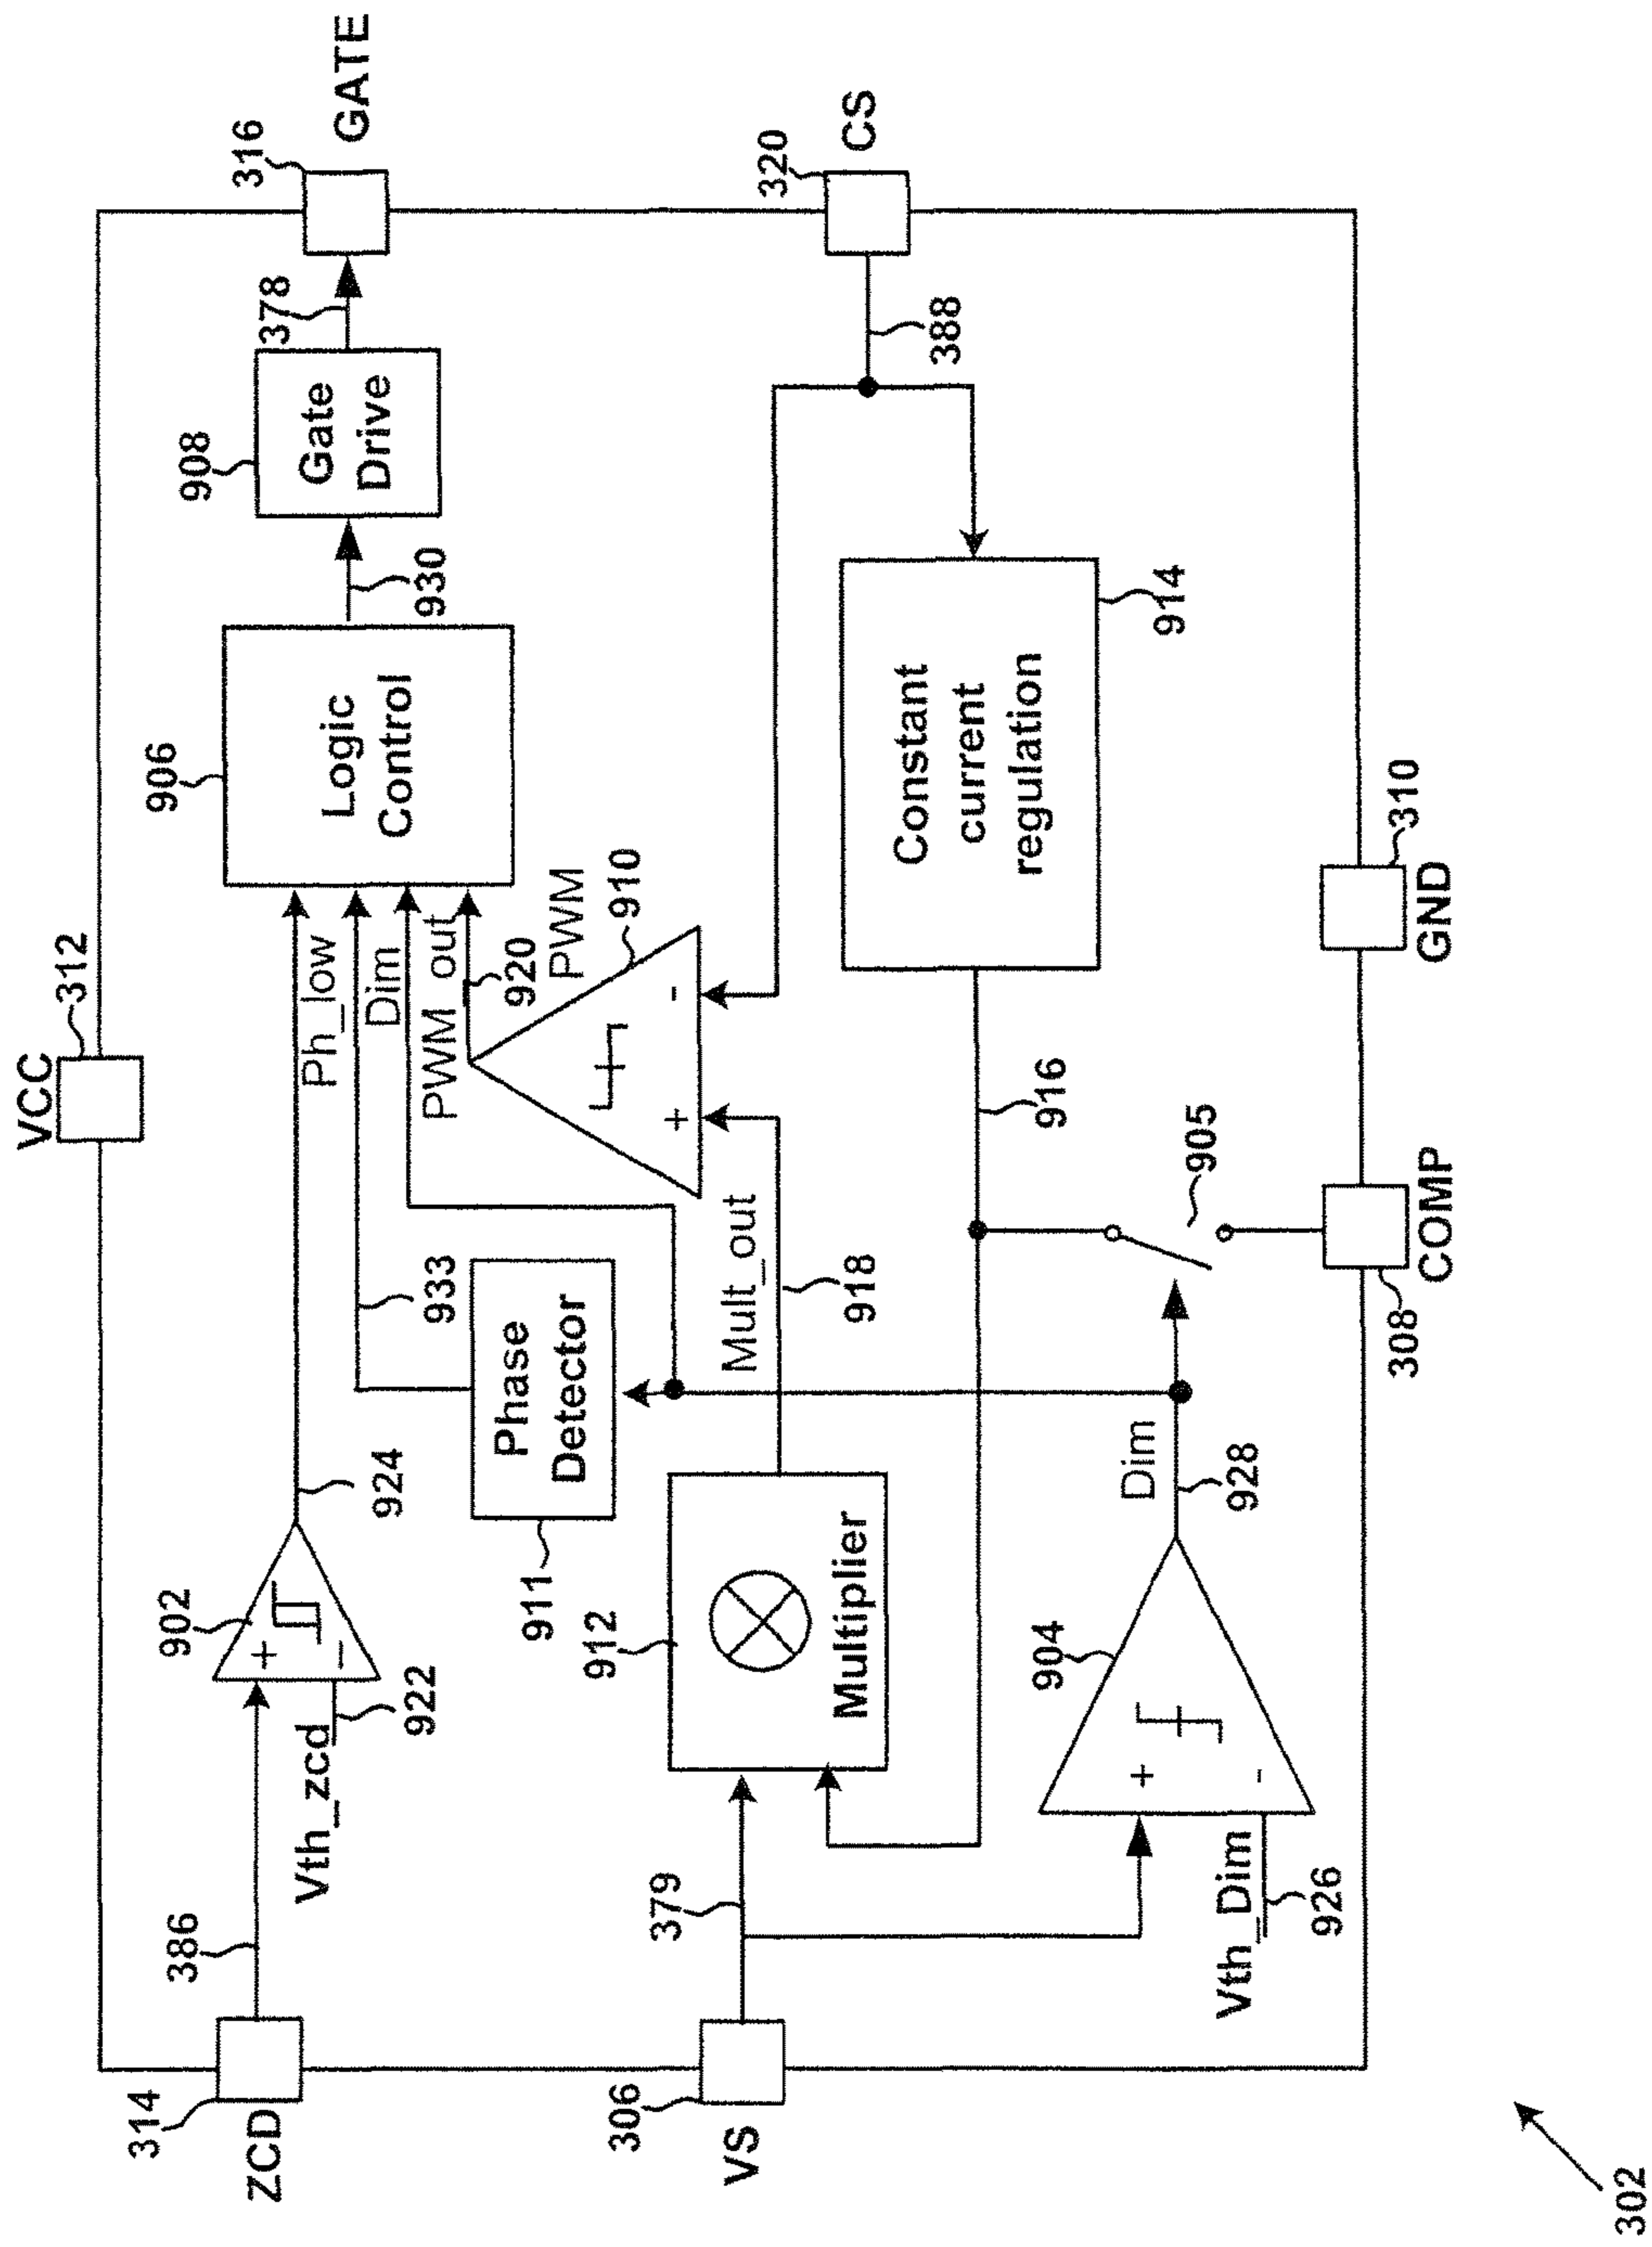 VCC
312
ZCD
314
386
Vth_zcd
922
902
924
Ph_low
933
Dim
PWM_out
920
PWM
910
906
Logic
Control
930
908
Gate
Drive
378
316
GATE
911
Phase
Detector
VS
306
379
912
Multiplier
Mult_out
918
320
CS
388
Constant
current
regulation
914
916
904
Vth_Dim
926
Dim
928
905
308
COMP
310
GND
302